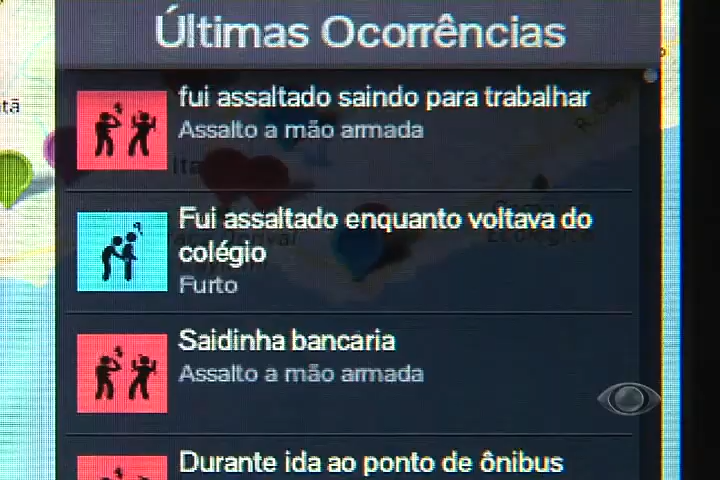 Últimas Ocorrências
fui assaltado saindo para trabalhar
Assalto a mão armada
Fui assaltado enquanto voltava do
colégio
Furto
Saidinha bancaria
Assalto a mão armada
Durante ida ao ponto de ônibus